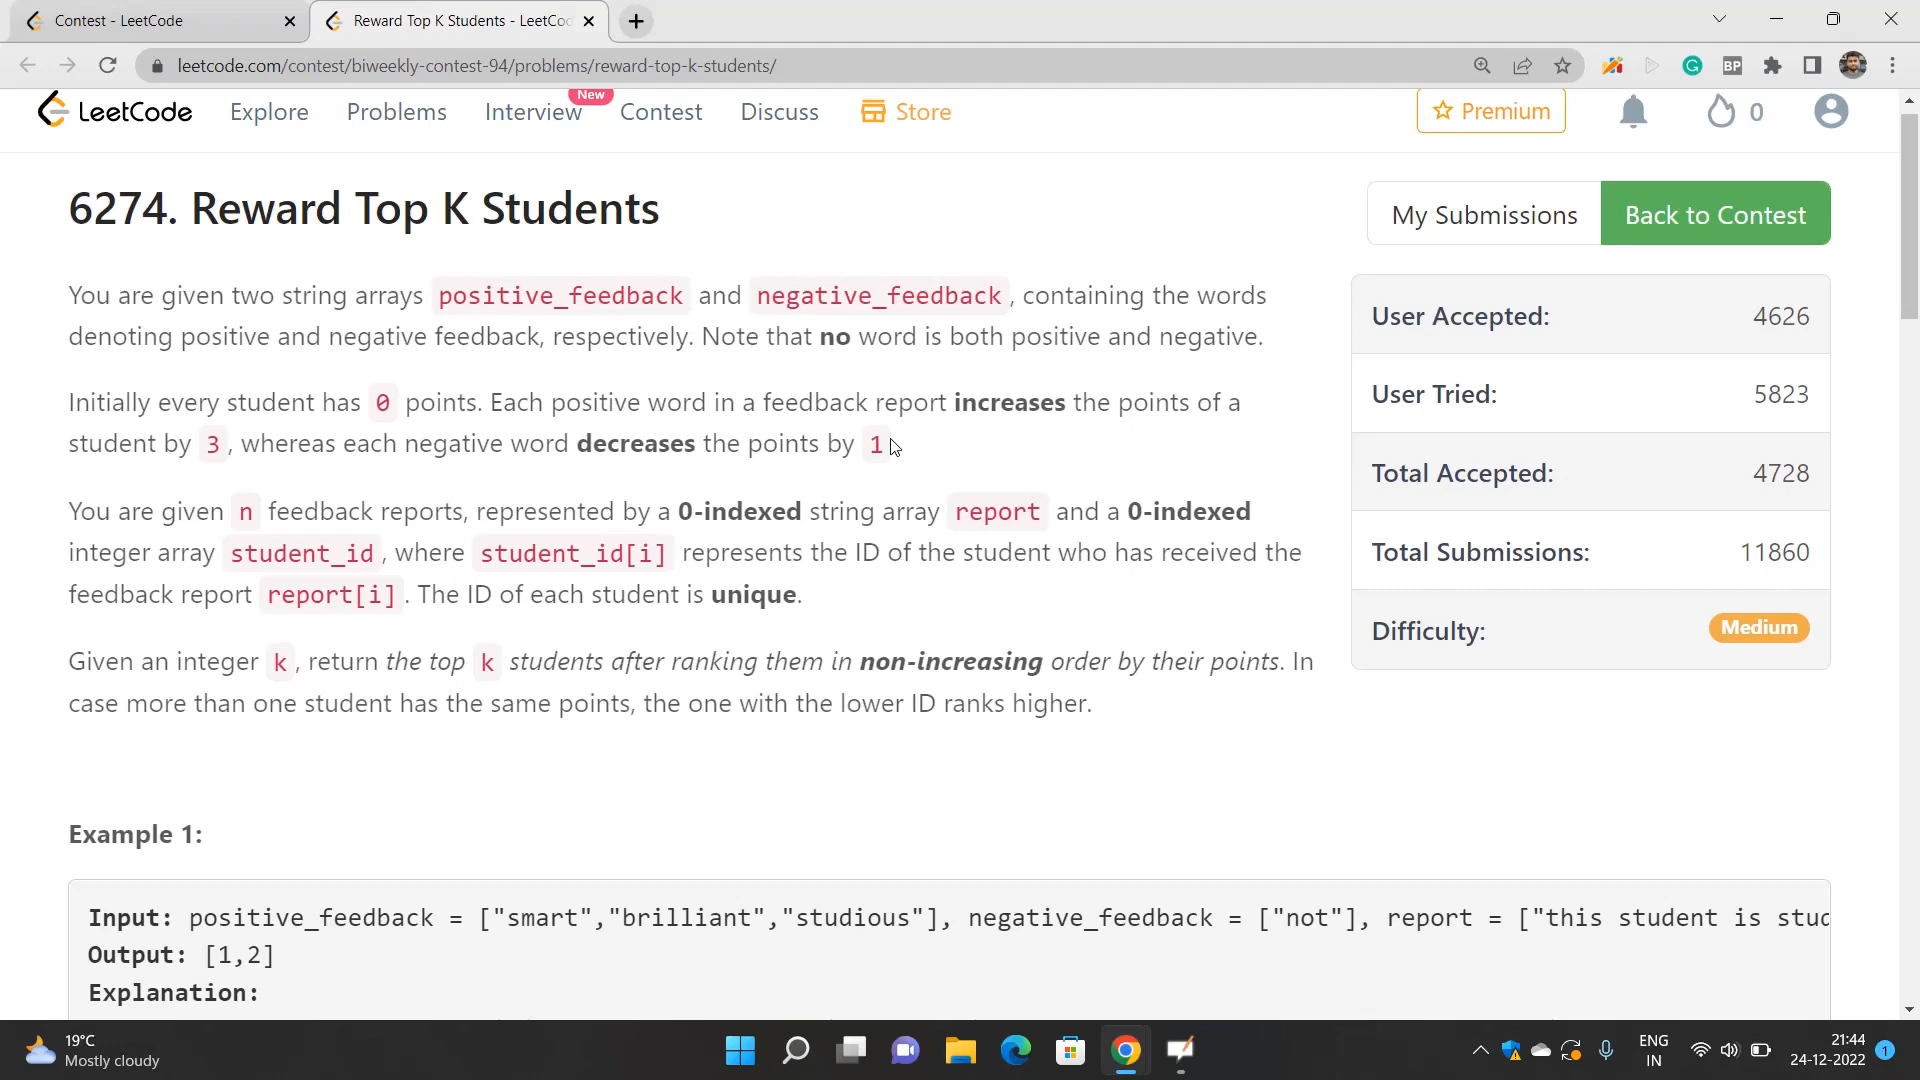 Contest - LeetCode
Reward Top K Students - LeetCo
leetcode.com/contest/biweekly-contest-94/problems/reward-top-k-students/
BP
LeetCode Explore Problems Interview New Contest Discuss Store Premium 0
6274. Reward Top K Students
My Submissions Back to Contest
You are given two string arrays positive_feedback and negative_feedback, containing the words
denoting positive and negative feedback, respectively. Note that no word is both positive and negative.
Initially every student has 0 points. Each positive word in a feedback report increases the points of a
student by 3, whereas each negative word decreases the points by 1
You are given n feedback reports, represented by a 0-indexed string array report and a 0-indexed
integer array student_id, where student_id[i] represents the ID of the student who has received the
feedback report report[i]. The ID of each student is unique.
Given an integer k, return the top k students after ranking them in non-increasing order by their points. In
case more than one student has the same points, the one with the lower ID ranks higher.
User Accepted: 4626
User Tried: 5823
Total Accepted: 4728
Total Submissions: 11860
Difficulty: Medium
Example 1:
Input: positive_feedback = ["smart","brilliant","studious"], negative_feedback = ["not"], report = ["this student is stud
Output: [1,2]
Explanation:
19°C
Mostly cloudy
ENG
IN
21:44
24-12-2022
1